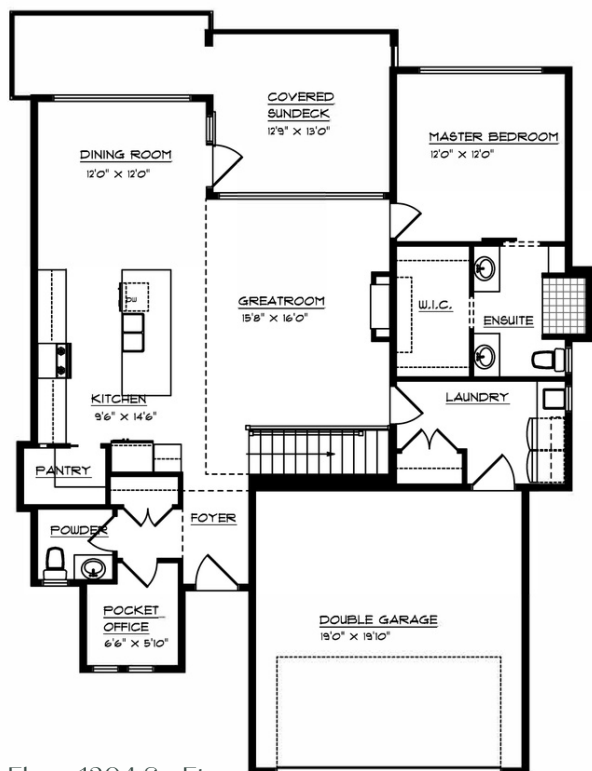 COVERED
SUNDECK
12'9" X 13'0"
DINING ROOM
12'0" X 12'0"
MASTER BEDROOM
12'0" X 12'0"
GREATROOM
15'8" X 16'0"
W.I.C.
ENSUITE
DW
KITCHEN
9'6" X 14'6"
LAUNDRY
PANTRY
POWDER
FOYER
POCKET
OFFICE
6'6" X 5'10"
DOUBLE GARAGE
19'0" X 19'10"